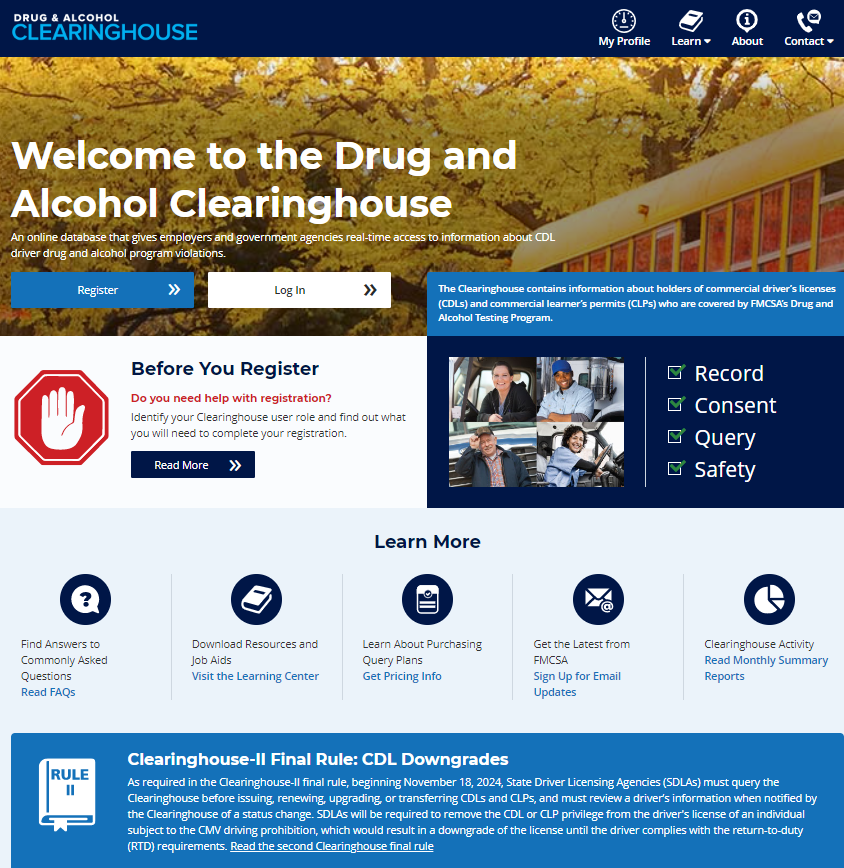 DRUG & ALCOHOL
CLEARINGHOUSE
My Profile
Learn
About
Contact
Welcome to the Drug and
Alcohol Clearinghouse
An online database that gives employers and government agencies real-time access to information about CDL
driver drug and alcohol program violations.
Register
Log In
The Clearinghouse contains information about holders of commercial driver's licenses
(CDLs) and commercial learner's permits (CLPs) who are covered by FMCSA's Drug and
Alcohol Testing Program.
Before You Register
Do you need help with registration?
Identify your Clearinghouse user role and find out what
you will need to complete your registration.
Read More
Record
Consent
Query
Safety
Learn More
Find Answers to
Commonly Asked
Questions
Read FAQs
Download Resources and
Job Aids
Visit the Learning Center
Learn About Purchasing
Query Plans
Get Pricing Info
Get the Latest from
FMCSA
Sign Up for Email
Updates
Clearinghouse Activity
Read Monthly Summary
Reports
RULE
II
Clearinghouse-II Final Rule: CDL Downgrades
As required in the Clearinghouse-II final rule, beginning November 18, 2024, State Driver Licensing Agencies (SDLAs) must query the
Clearinghouse before issuing, renewing, upgrading, or transferring CDLs and CLPs, and must review a driver's information when notified by
the Clearinghouse of a status change. SDLAs will be required to remove the CDL or CLP privilege from the driver's license of an individual
subject to the CMV driving prohibition, which would result in a downgrade of the license until the driver complies with the return-to-duty
(RTD) requirements. Read the second Clearinghouse final rule